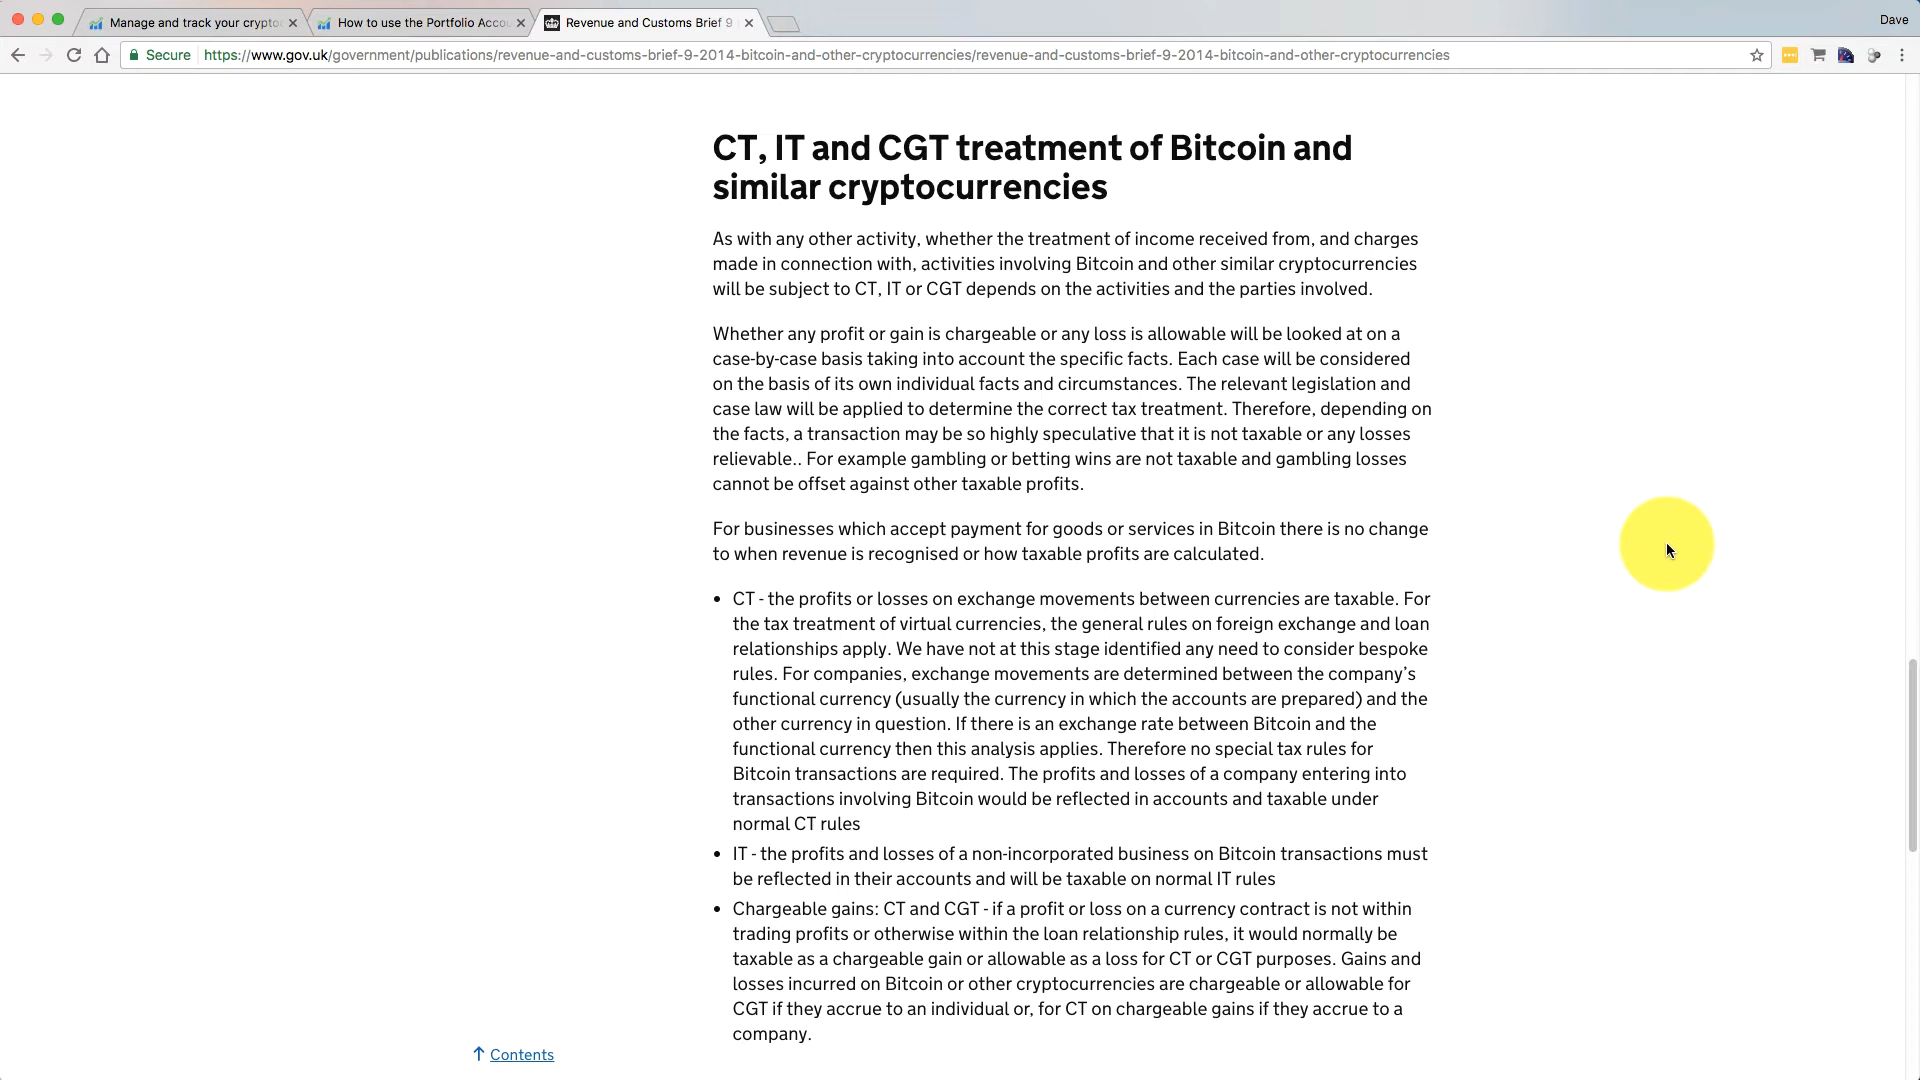 Manage and track your crypto
How to use the Portfolio Acco
Revenue and Customs Brief 9
Dave
Secure
https://www.gov.uk/government/publications/revenue-and-customs-brief-9-2014-bitcoin-and-other-cryptocurrencies/revenue-and-customs-brief-9-2014-bitcoin-and-other-cryptocurrencies
CT, IT and CGT treatment of Bitcoin and
similar cryptocurrencies
As with any other activity, whether the treatment of income received from, and charges
made in connection with, activities involving Bitcoin and other similar cryptocurrencies
will be subject to CT, IT or CGT depends on the activities and the parties involved.
Whether any profit or gain is chargeable or any loss is allowable will be looked at on a
case-by-case basis taking into account the specific facts. Each case will be considered
on the basis of its own individual facts and circumstances. The relevant legislation and
case law will be applied to determine the correct tax treatment. Therefore, depending on
the facts, a transaction may be so highly speculative that it is not taxable or any losses
relievable.. For example gambling or betting wins are not taxable and gambling losses
cannot be offset against other taxable profits.
For businesses which accept payment for goods or services in Bitcoin there is no change
to when revenue is recognised or how taxable profits are calculated.
• CT - the profits or losses on exchange movements between currencies are taxable. For
the tax treatment of virtual currencies, the general rules on foreign exchange and loan
relationships apply. We have not at this stage identified any need to consider bespoke
rules. For companies, exchange movements are determined between the company’s
functional currency (usually the currency in which the accounts are prepared) and the
other currency in question. If there is an exchange rate between Bitcoin and the
functional currency then this analysis applies. Therefore no special tax rules for
Bitcoin transactions are required. The profits and losses of a company entering into
transactions involving Bitcoin would be reflected in accounts and taxable under
normal CT rules
• IT - the profits and losses of a non-incorporated business on Bitcoin transactions must
be reflected in their accounts and will be taxable on normal IT rules
• Chargeable gains: CT and CGT - if a profit or loss on a currency contract is not within
trading profits or otherwise within the loan relationship rules, it would normally be
taxable as a chargeable gain or allowable as a loss for CT or CGT purposes. Gains and
losses incurred on Bitcoin or other cryptocurrencies are chargeable or allowable for
CGT if they accrue to an individual or, for CT on chargeable gains if they accrue to a
company.
↑ Contents